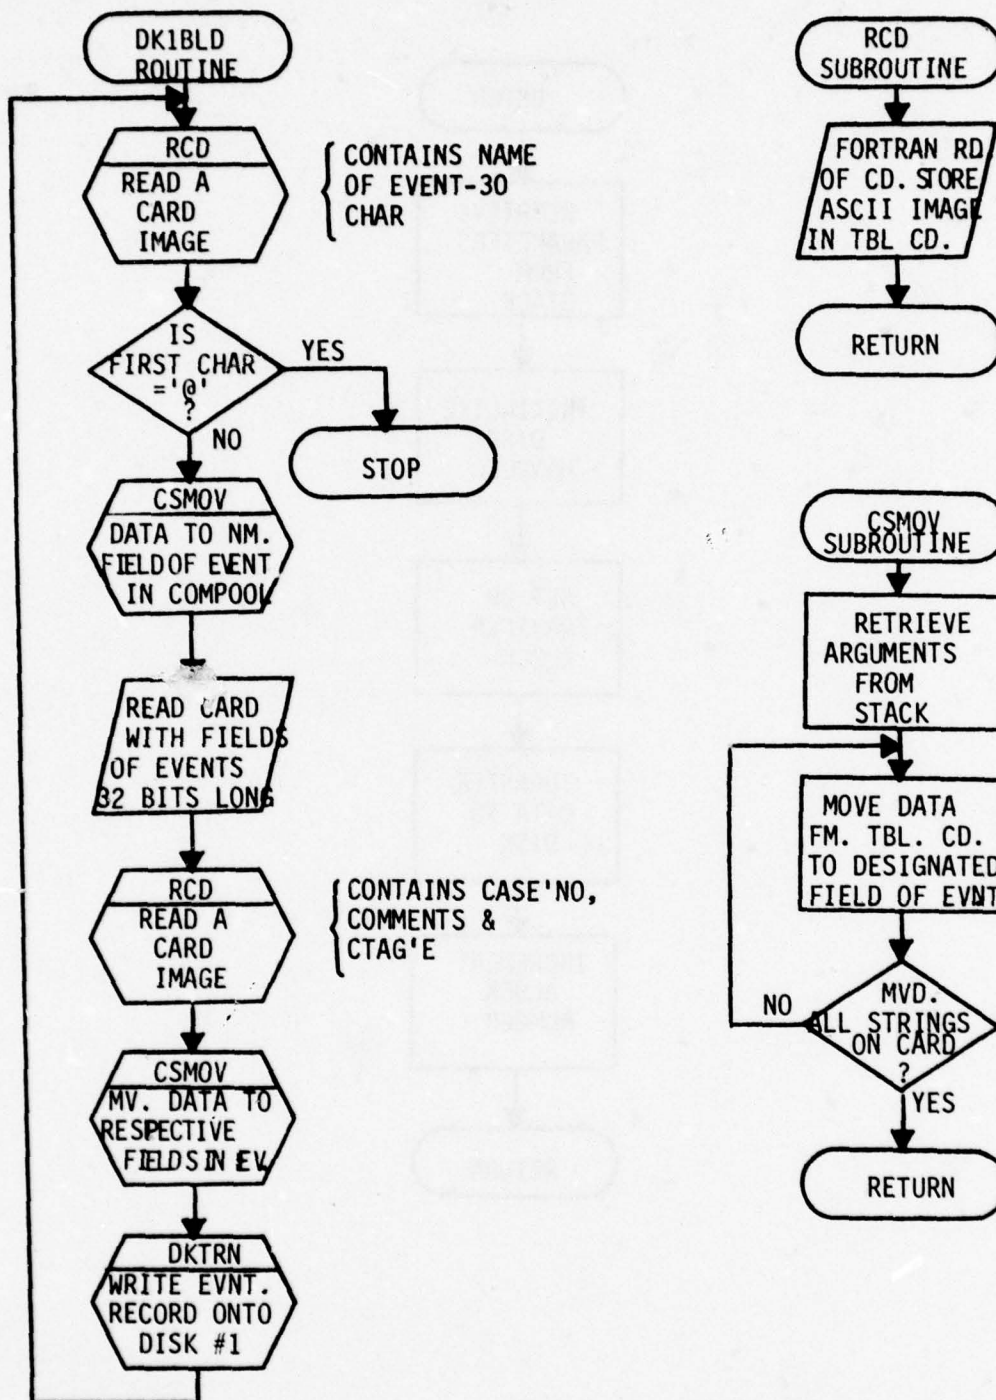 DK1BLD
ROUTINE
RCD
READ A
CARD
IMAGE
CONTAINS NAME
OF EVENT-30
CHAR
IS
FIRST CHAR
='@'
?
YES
NO
STOP
CSMOV
DATA TO NM.
FIELD OF EVENT
IN COMPOOL
READ CARD
WITH FIELDS
OF EVENTS
32 BITS LONG
RCD
READ A
CARD
IMAGE
CONTAINS CASE'NO,
COMMENTS &
CTAG'E
CSMOV
MV. DATA TO
RESPECTIVE
FIELDS IN EV.
DKTRN
WRITE EVNT.
RECORD ONTO
DISK #1
RCD
SUBROUTINE
FORTRAN RD.
OF CD. STORE
ASCII IMAGE
IN TBL CD.
RETURN
CSMOV
SUBROUTINE
RETRIEVE
ARGUMENTS
FROM
STACK
MOVE DATA
FM. TBL. CD.
TO DESIGNATED
FIELD OF EVNT
MVD.
ALL STRINGS
ON CARD
?
NO
YES
RETURN